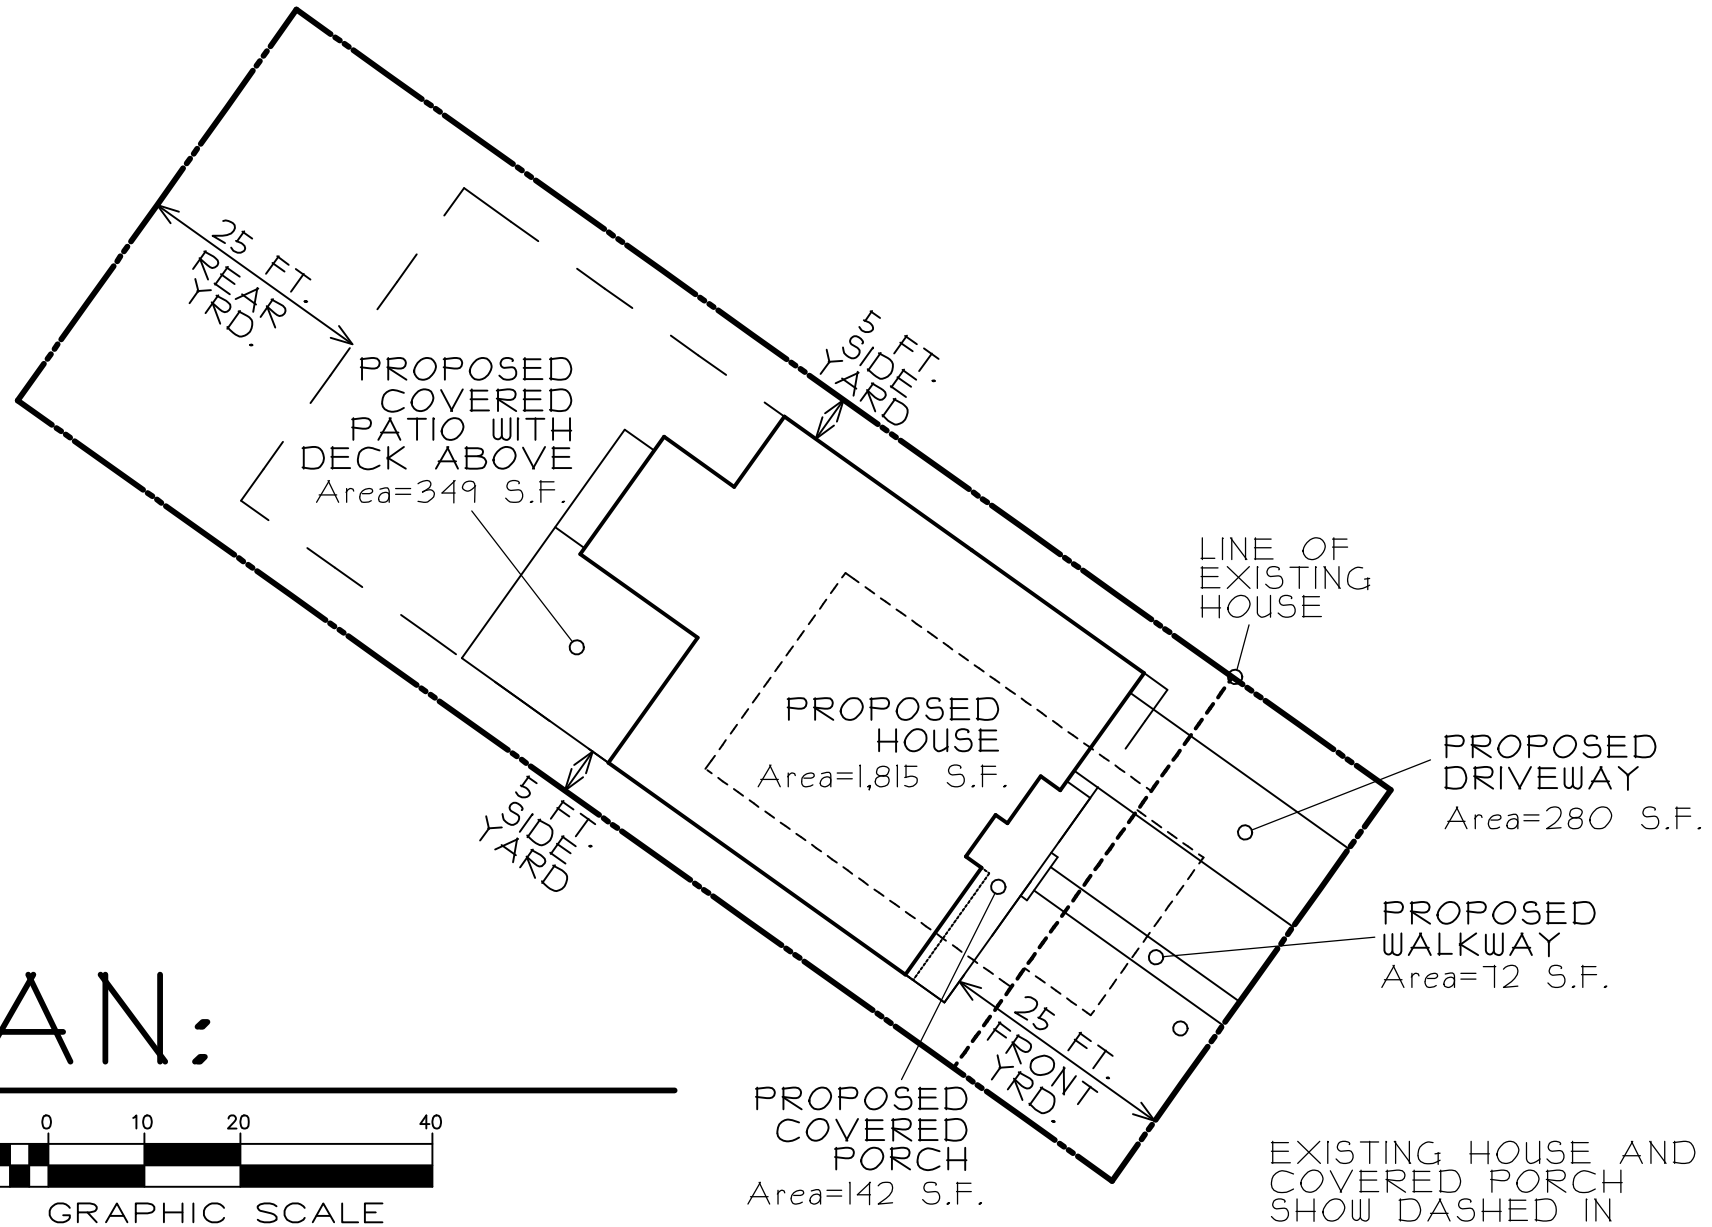 25 FT.
REAR
YRD.
5 FT.
SIDE
YARD
PROPOSED
COVERED
PATIO WITH
DECK ABOVE
Area=349 S.F.
LINE OF
EXISTING
HOUSE
PROPOSED
HOUSE
Area=1,815 S.F.
PROPOSED
DRIVEWAY
Area=280 S.F.
5 FT.
SIDE
YARD
PROPOSED
WALKWAY
Area=72 S.F.
25 FT.
FRONT
YRD.
AN:
PROPOSED
COVERED
PORCH
Area=142 S.F.
0 10 20 40
GRAPHIC SCALE
EXISTING HOUSE AND
COVERED PORCH
SHOW DASHED IN